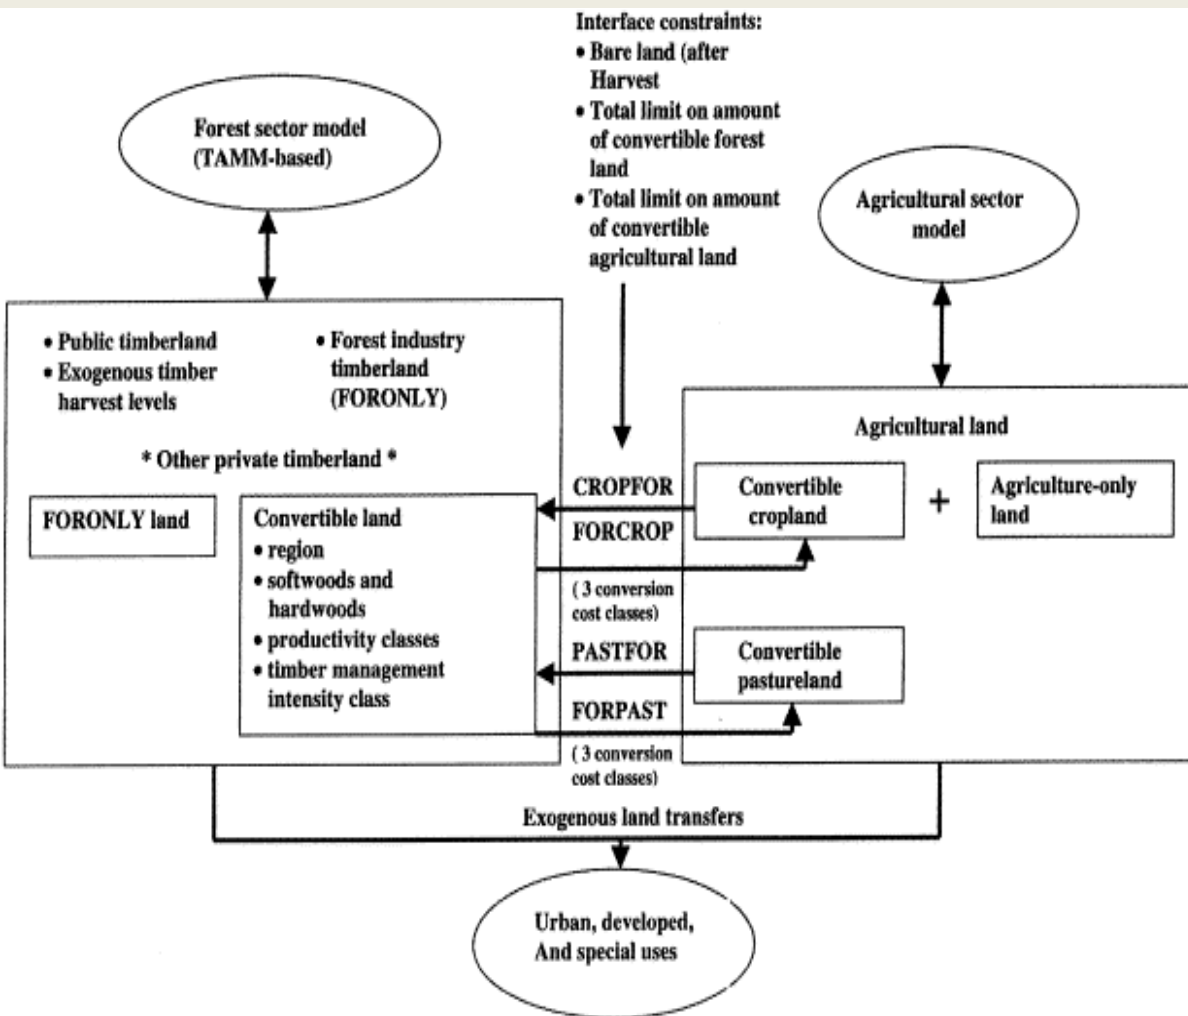 Interface constraints:
• Bare land (after
Harvest
• Total limit on amount
of convertible forest
land
• Total limit on amount
of convertible
agricultural land
Forest sector model
(TAMM-based)
Agricultural sector
model
• Public timberland
• Exogenous timber
harvest levels
• Forest industry
timberland
(FORONLY)
* Other private timberland *
FORONLY land
Convertible land
• region
• softwoods and
hardwoods
• productivity classes
• timber management
intensity class
CROPFOR
FORCROP
( 3 conversion
cost classes)
PASTFOR
FORPAST
( 3 conversion
cost classes)
Agricultural land
Convertible
cropland
+
Agriculture-only
land
Convertible
pastureland
Exogenous land transfers
Urban, developed,
And special uses